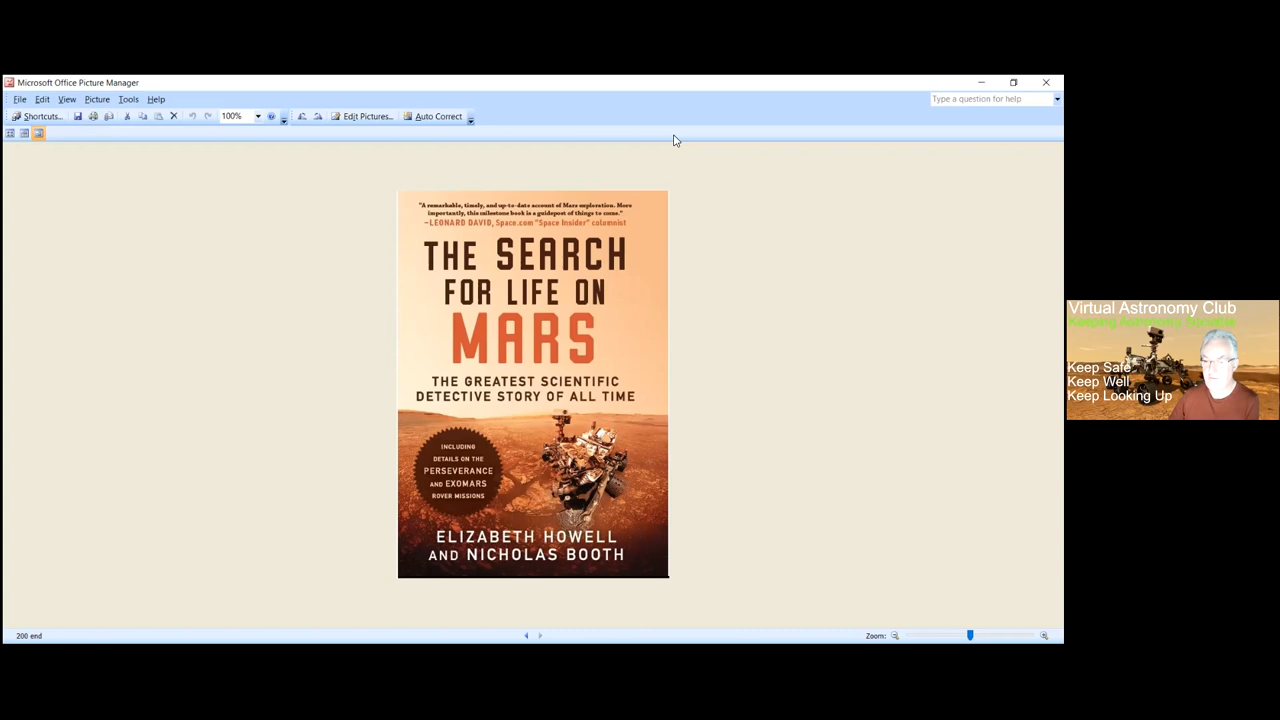 Microsoft Office Picture Manager
File Edit View Picture Tools Help
Type a question for help
Shortcuts...
100%
Edit Pictures...
Auto Correct
"A remarkable, timely, and up-to-date account of Mars exploration. More
importantly, this milestone book is a guidepost of things to come."
—LEONARD DAVID, Space.com "Space Insider" columnist
THE SEARCH
FOR LIFE ON
MARS
THE GREATEST SCIENTIFIC
DETECTIVE STORY OF ALL TIME
INCLUDING
DETAILS ON THE
PERSEVERANCE
AND EXOMARS
ROVER MISSIONS
ELIZABETH HOWELL
AND NICHOLAS BOOTH
200 end
Zoom:
Virtual Astronomy Club
Keeping Astronomy
Keep Safe
Keep Well
Keep Looking Up